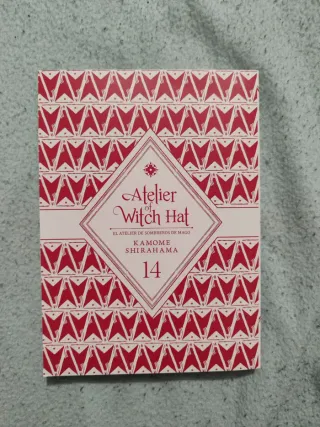 Atelier
of
Witch Hat
EL ATELIER DE SOMBREROS DE MAGO
KAMOME
SHIRAHAMA
14